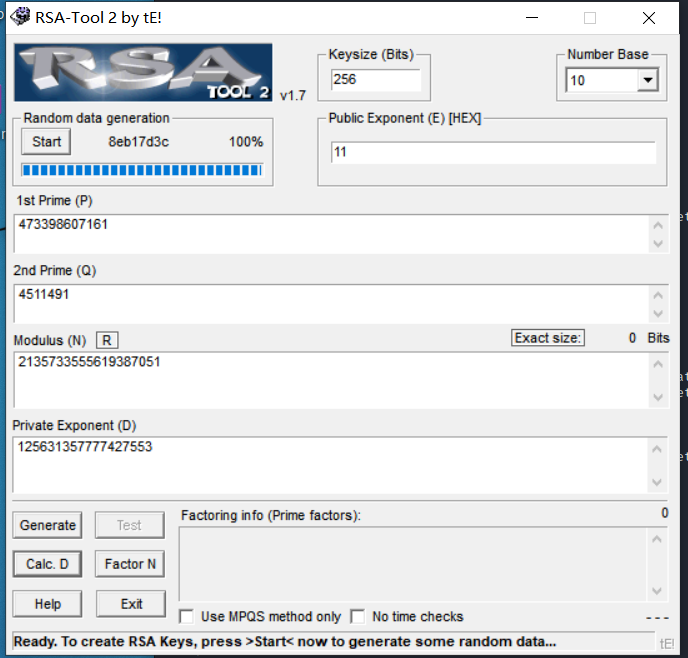 RSA-Tool 2 by tE!
RSA
TOOL 2
v1.7
Keysize (Bits)
256
Number Base
10
Random data generation
Start 8eb17d3c 100%
Public Exponent (E) [HEX]
11
1st Prime (P)
473398607161
2nd Prime (Q)
4511491
Modulus (N) R Exact size: 0 Bits
2135733555619387051
Private Exponent (D)
125631357777427553
Generate Test
Factoring info (Prime factors): 0
Calc. D Factor N
Help Exit
Use MPQS method only No time checks ---
Ready. To create RSA Keys, press >Start< now to generate some random data...
tE!